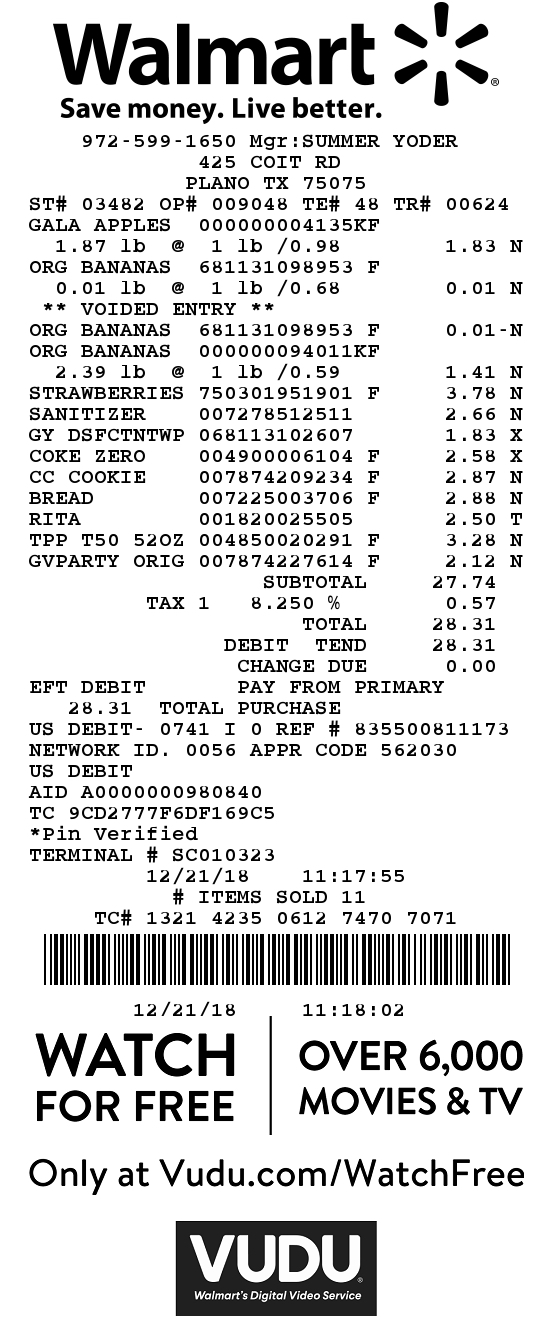 Walmart
Save money. Live better.
972-599-1650 Mgr:SUMMER YODER
425 COIT RD
PLANO TX 75075
ST# 03482 OP# 009048 TE# 48 TR# 00624
GALA APPLES 000000004135KF
1.87 lb @ 1 lb /0.98 1.83 N
ORG BANANAS 681131098953 F
0.01 lb @ 1 lb /0.68 0.01 N
** VOIDED ENTRY **
ORG BANANAS 681131098953 F 0.01-N
ORG BANANAS 000000094011KF
2.39 lb @ 1 lb /0.59 1.41 N
STRAWBERRIES 750301951901 F 3.78 N
SANITIZER 007278512511 2.66 N
GY DSFCTNTWP 068113102607 1.83 X
COKE ZERO 004900006104 F 2.58 X
CC COOKIE 007874209234 F 2.87 N
BREAD 007225003706 F 2.88 N
RITA 001820025505 2.50 T
TPP T50 52OZ 004850020291 F 3.28 N
GVPARTY ORIG 007874227614 F 2.12 N
SUBTOTAL 27.74
TAX 1 8.250 % 0.57
TOTAL 28.31
DEBIT TEND 28.31
CHANGE DUE 0.00
EFT DEBIT PAY FROM PRIMARY
28.31 TOTAL PURCHASE
US DEBIT- 0741 I 0 REF # 835500811173
NETWORK ID. 0056 APPR CODE 562030
US DEBIT
AID A0000000980840
TC 9CD2777F6DF169C5
*Pin Verified
TERMINAL # SC010323
12/21/18 11:17:55
# ITEMS SOLD 11
TC# 1321 4235 0612 7470 7071
12/21/18 11:18:02
WATCH FOR FREE
OVER 6,000 MOVIES & TV
Only at Vudu.com/WatchFree
VUDU
Walmart's Digital Video Service